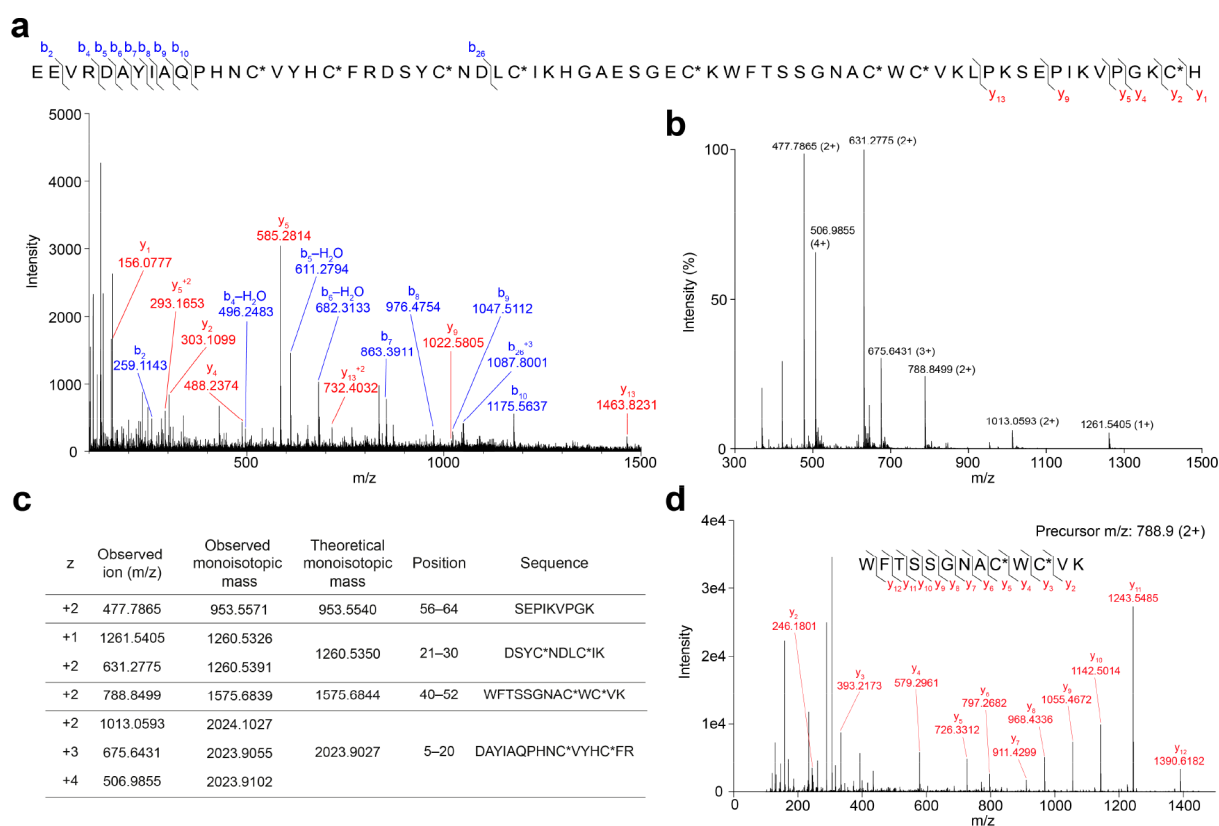 a
b2 b4 b5 b6 b7 b8 b9 b10 b26
EEVRDAYIAQPHNC*VYHC*FRDSYC*NDLC*IKHGAESGEC*KWFTSSGNAC*WC*VKLPKSEPIKVPGKC*H
y13 y9 y5 y4 y2 y1
5000
4000
3000
2000
1000
0
Intensity
500 1000 1500
m/z
y1
156.0777
y5+2
293.1653
y2
303.1099
b2
259.1143
y4
488.2374
b4–H2O
496.2483
y5
585.2814
b5–H2O
611.2794
b6–H2O
682.3133
y13+2
732.4032
b7
863.3911
b8
976.4754
b9
1047.5112
y9
1022.5805
b26+3
1087.8001
b10
1175.5637
y13
1463.8231
b
100
50
0
Intensity (%)
477.7865 (2+)
631.2775 (2+)
506.9855
(4+)
675.6431 (3+)
788.8499 (2+)
1013.0593 (2+)
1261.5405 (1+)
300 500 700 900 1100 1300 1500
m/z
c
z Observed ion (m/z) Observed monoisotopic mass Theoretical monoisotopic mass Position Sequence
+2 477.7865 953.5571 953.5540 56–64 SEPIKVPGK
+1 1261.5405 1260.5326
1260.5350 21–30 DSYC*NDLC*IK
+2 631.2775 1260.5391
+2 788.8499 1575.6839 1575.6844 40–52 WFTSSGNAC*WC*VK
+2 1013.0593 2024.1027
+3 675.6431 2023.9055 2023.9027 5–20 DAYIAQPHNC*VYHC*FR
+4 506.9855 2023.9102
d
4e4
3e4
2e4
1e4
0
Intensity
Precursor m/z: 788.9 (2+)
WFTSSGNAC*WC*VK
y12 y11 y10 y9 y8 y7 y6 y5 y4 y3 y2
y2
246.1801
y3
393.2173
y4
579.2961
y5
726.3312
y6
797.2682
y7
911.4299
y8
968.4336
y9
1055.4672
y10
1142.5014
y11
1243.5485
y12
1390.6182
0 200 400 600 800 1000 1200 1400
m/z